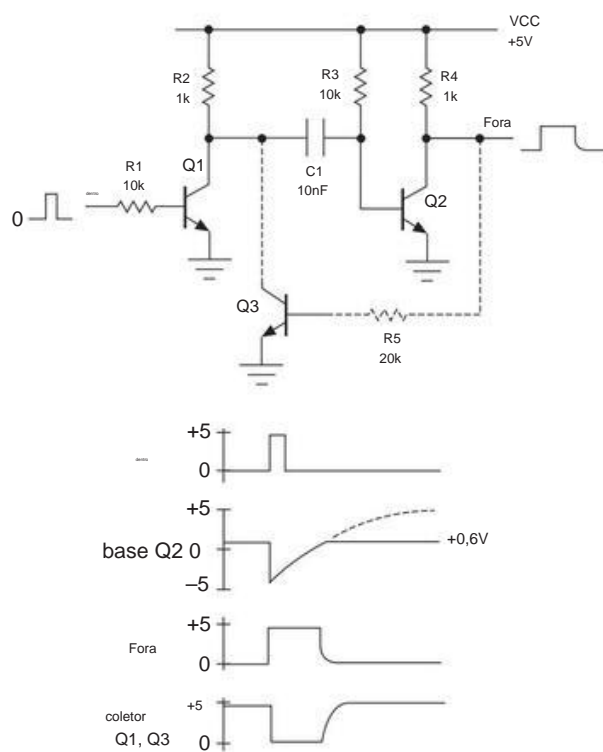 VCC
+5V
R2
1k
R3
10k
R4
1k
Fora
Q1
C1
10nF
Q2
R1
10k
0
Q3
R5
20k
+5
0
+5
base Q2 0
–5
+0,6V
+5
Fora
0
coletor
Q1, Q3
+5
0